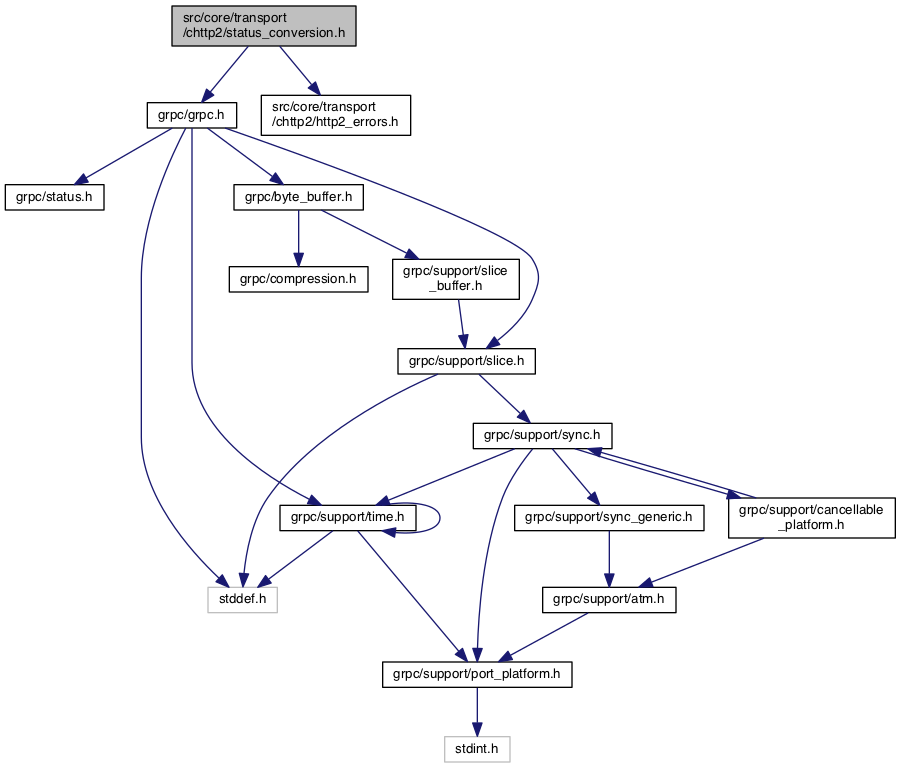 src/core/transport
/chttp2/status_conversion.h
grpc/grpc.h
src/core/transport
/chttp2/http2_errors.h
grpc/status.h
grpc/byte_buffer.h
grpc/compression.h
grpc/support/slice
_buffer.h
grpc/support/slice.h
grpc/support/sync.h
grpc/support/time.h
grpc/support/sync_generic.h
grpc/support/cancellable
_platform.h
stddef.h
grpc/support/atm.h
grpc/support/port_platform.h
stdint.h